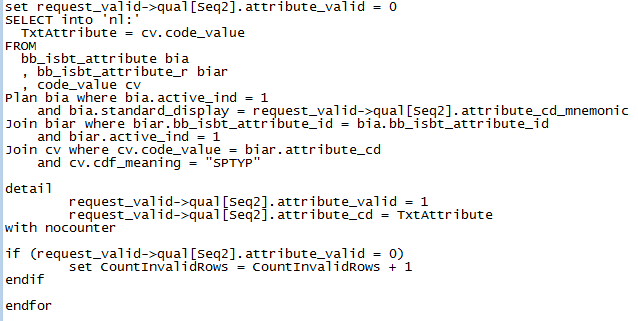 set request_valid->qual[Seq2].attribute_valid = 0
SELECT into 'nl:'
  TxtAttribute = cv.code_value
FROM
  bb_isbt_attribute bia
  , bb_isbt_attribute_r biar
  , code_value cv
Plan bia where bia.active_ind = 1
    and bia.standard_display = request_valid->qual[Seq2].attribute_cd_mnemonic
Join biar where biar.bb_isbt_attribute_id = bia.bb_isbt_attribute_id
    and biar.active_ind = 1
Join cv where cv.code_value = biar.attribute_cd
    and cv.cdf_meaning = "SPTYP"

detail
        request_valid->qual[Seq2].attribute_valid = 1
        request_valid->qual[Seq2].attribute_cd = TxtAttribute
with nocounter

if (request_valid->qual[Seq2].attribute_valid = 0)
        set CountInvalidRows = CountInvalidRows + 1
endif

endfor